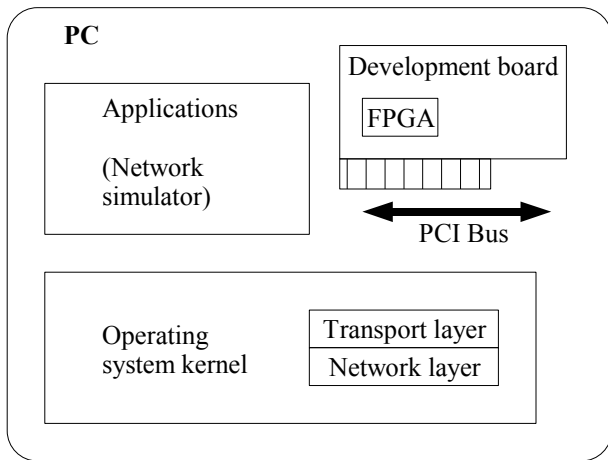 PC
Applications
(Network
simulator)
Development board
FPGA
PCI Bus
Operating
system kernel
Transport layer
Network layer